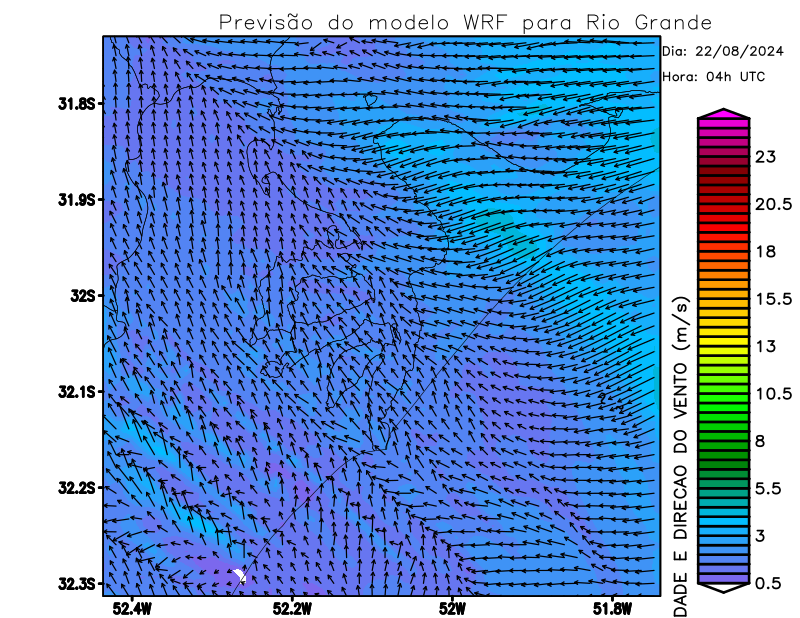 Previsão do modelo WRF para Rio Grande
Dia: 22/08/2024
Hora: 04h UTC
31.8S
31.9S
32S
32.1S
32.2S
32.3S
52.4W
52.2W
52W
51.8W
23
20.5
18
15.5
13
10.5
8
5.5
3
0.5
DADE E DIRECAO DO VENTO (m/s)